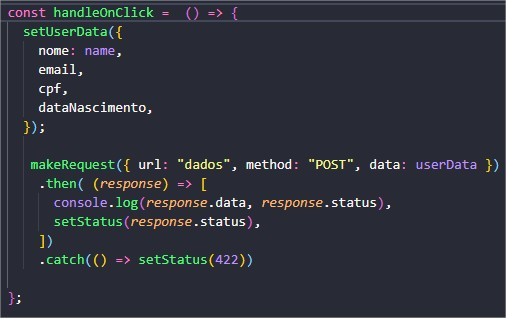 const handleOnClick =  () => {
  setUserData({
    nome: name,
    email,
    cpf,
    dataNascimento,
  });

   makeRequest({ url: "dados", method: "POST", data: userData })
    .then( (response) => [
      console.log(response.data, response.status),
      setStatus(response.status),
    ])
    .catch(() => setStatus(422))

};